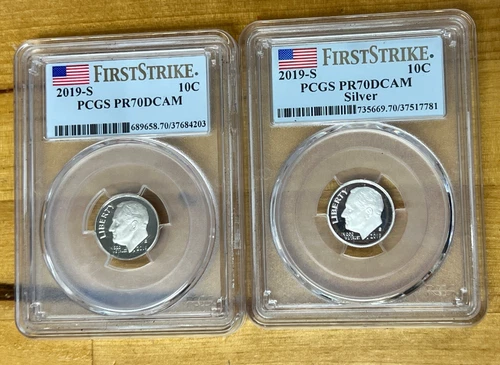 FIRSTSTRIKE®
2019-S 10C
PCGS PR70DCAM
689658.70/37684203
LIBERTY
FIRSTSTRIKE®
2019-S 10C
PCGS PR70DCAM
Silver
735669.70/37517781
LIBERTY